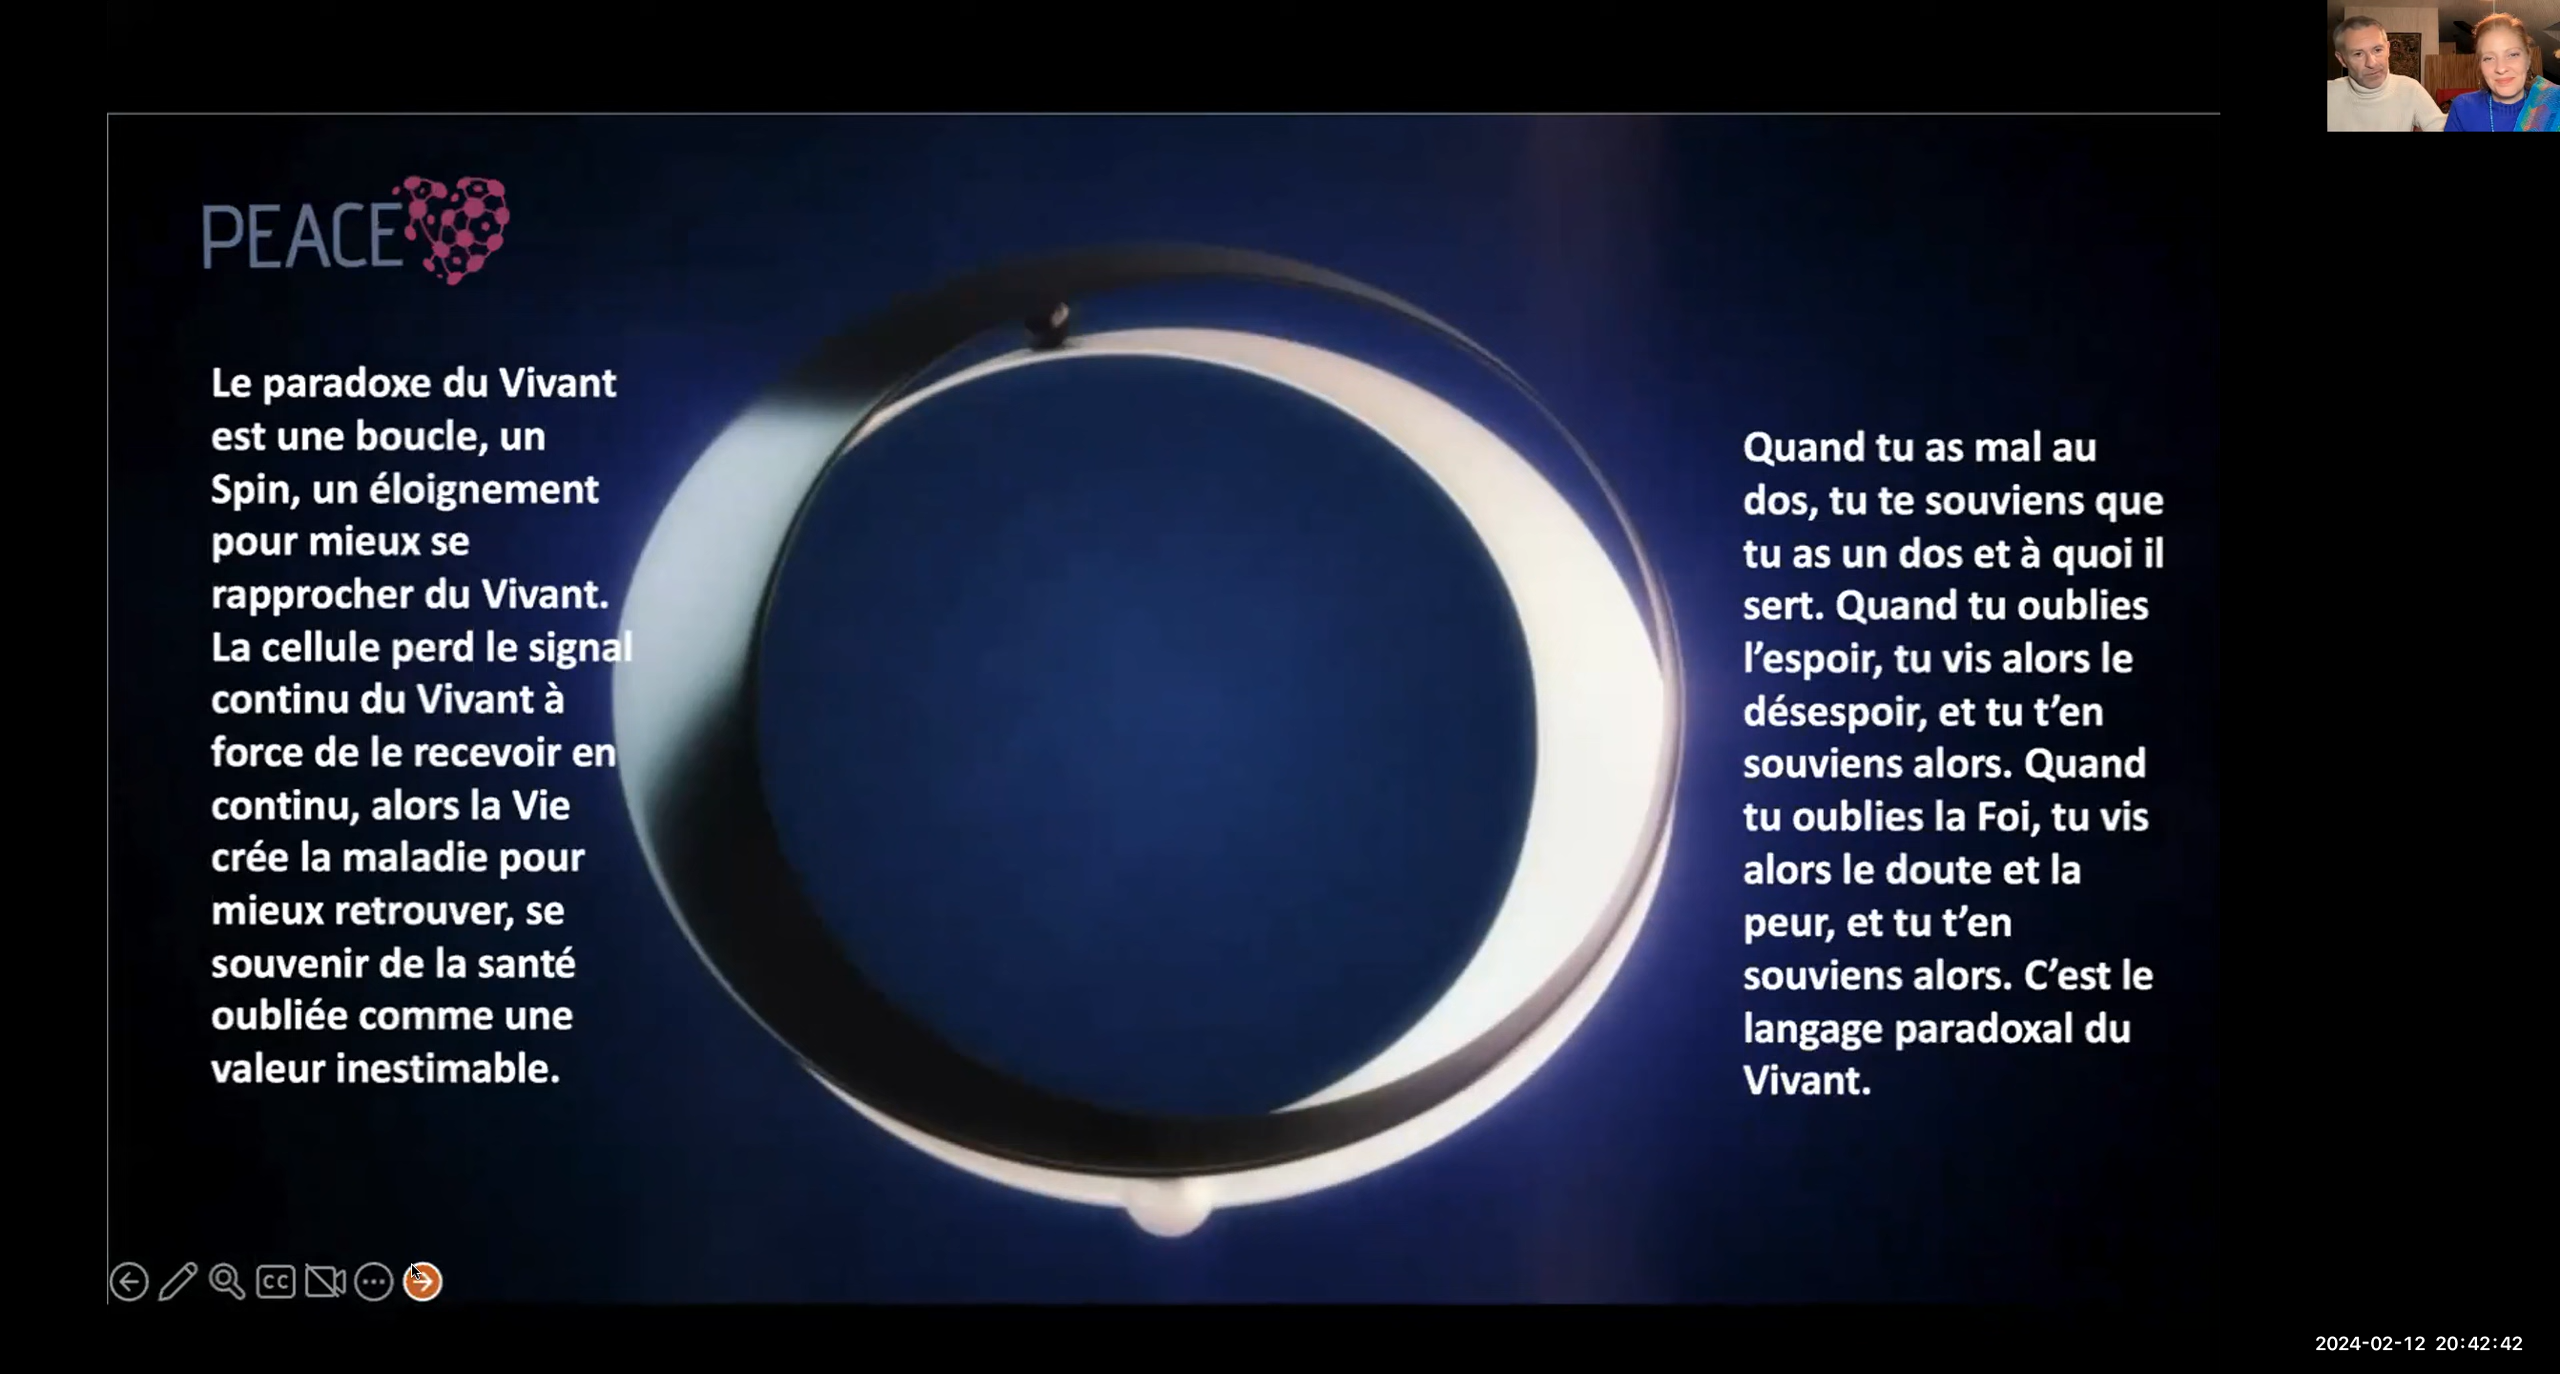 PEACE
Le paradoxe du Vivant
est une boucle, un
Spin, un éloignement
pour mieux se
rapprocher du Vivant.
La cellule perd le signal
continu du Vivant à
force de le recevoir en
continu, alors la Vie
crée la maladie pour
mieux retrouver, se
souvenir de la santé
oubliée comme une
valeur inestimable.
Quand tu as mal au
dos, tu te souviens que
tu as un dos et à quoi il
sert. Quand tu oublies
l’espoir, tu vis alors le
désespoir, et tu t’en
souviens alors. Quand
tu oublies la Foi, tu vis
alors le doute et la
peur, et tu t’en
souviens alors. C’est le
langage paradoxal du
Vivant.
CC
2024-02-12 20:42:42